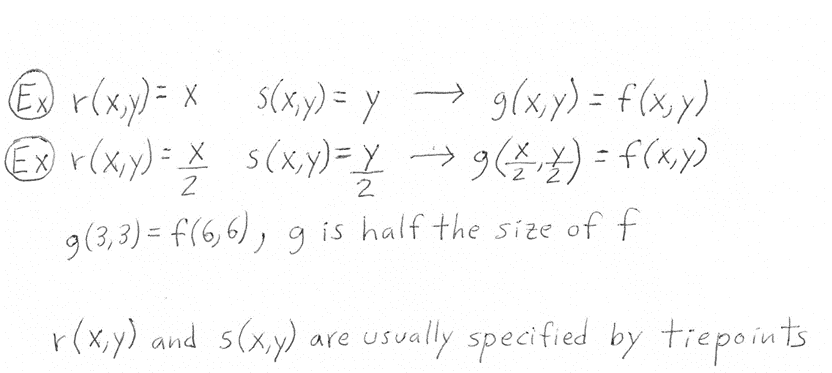 Ex r(x,y) = x s(x,y) = y → g(x,y) = f(x,y)
Ex r(x,y) = x/2 s(x,y) = y/2 → g(x/2, y/2) = f(x,y)
g(3,3) = f(6,6), g is half the size of f
r(x,y) and s(x,y) are usually specified by tiepoints